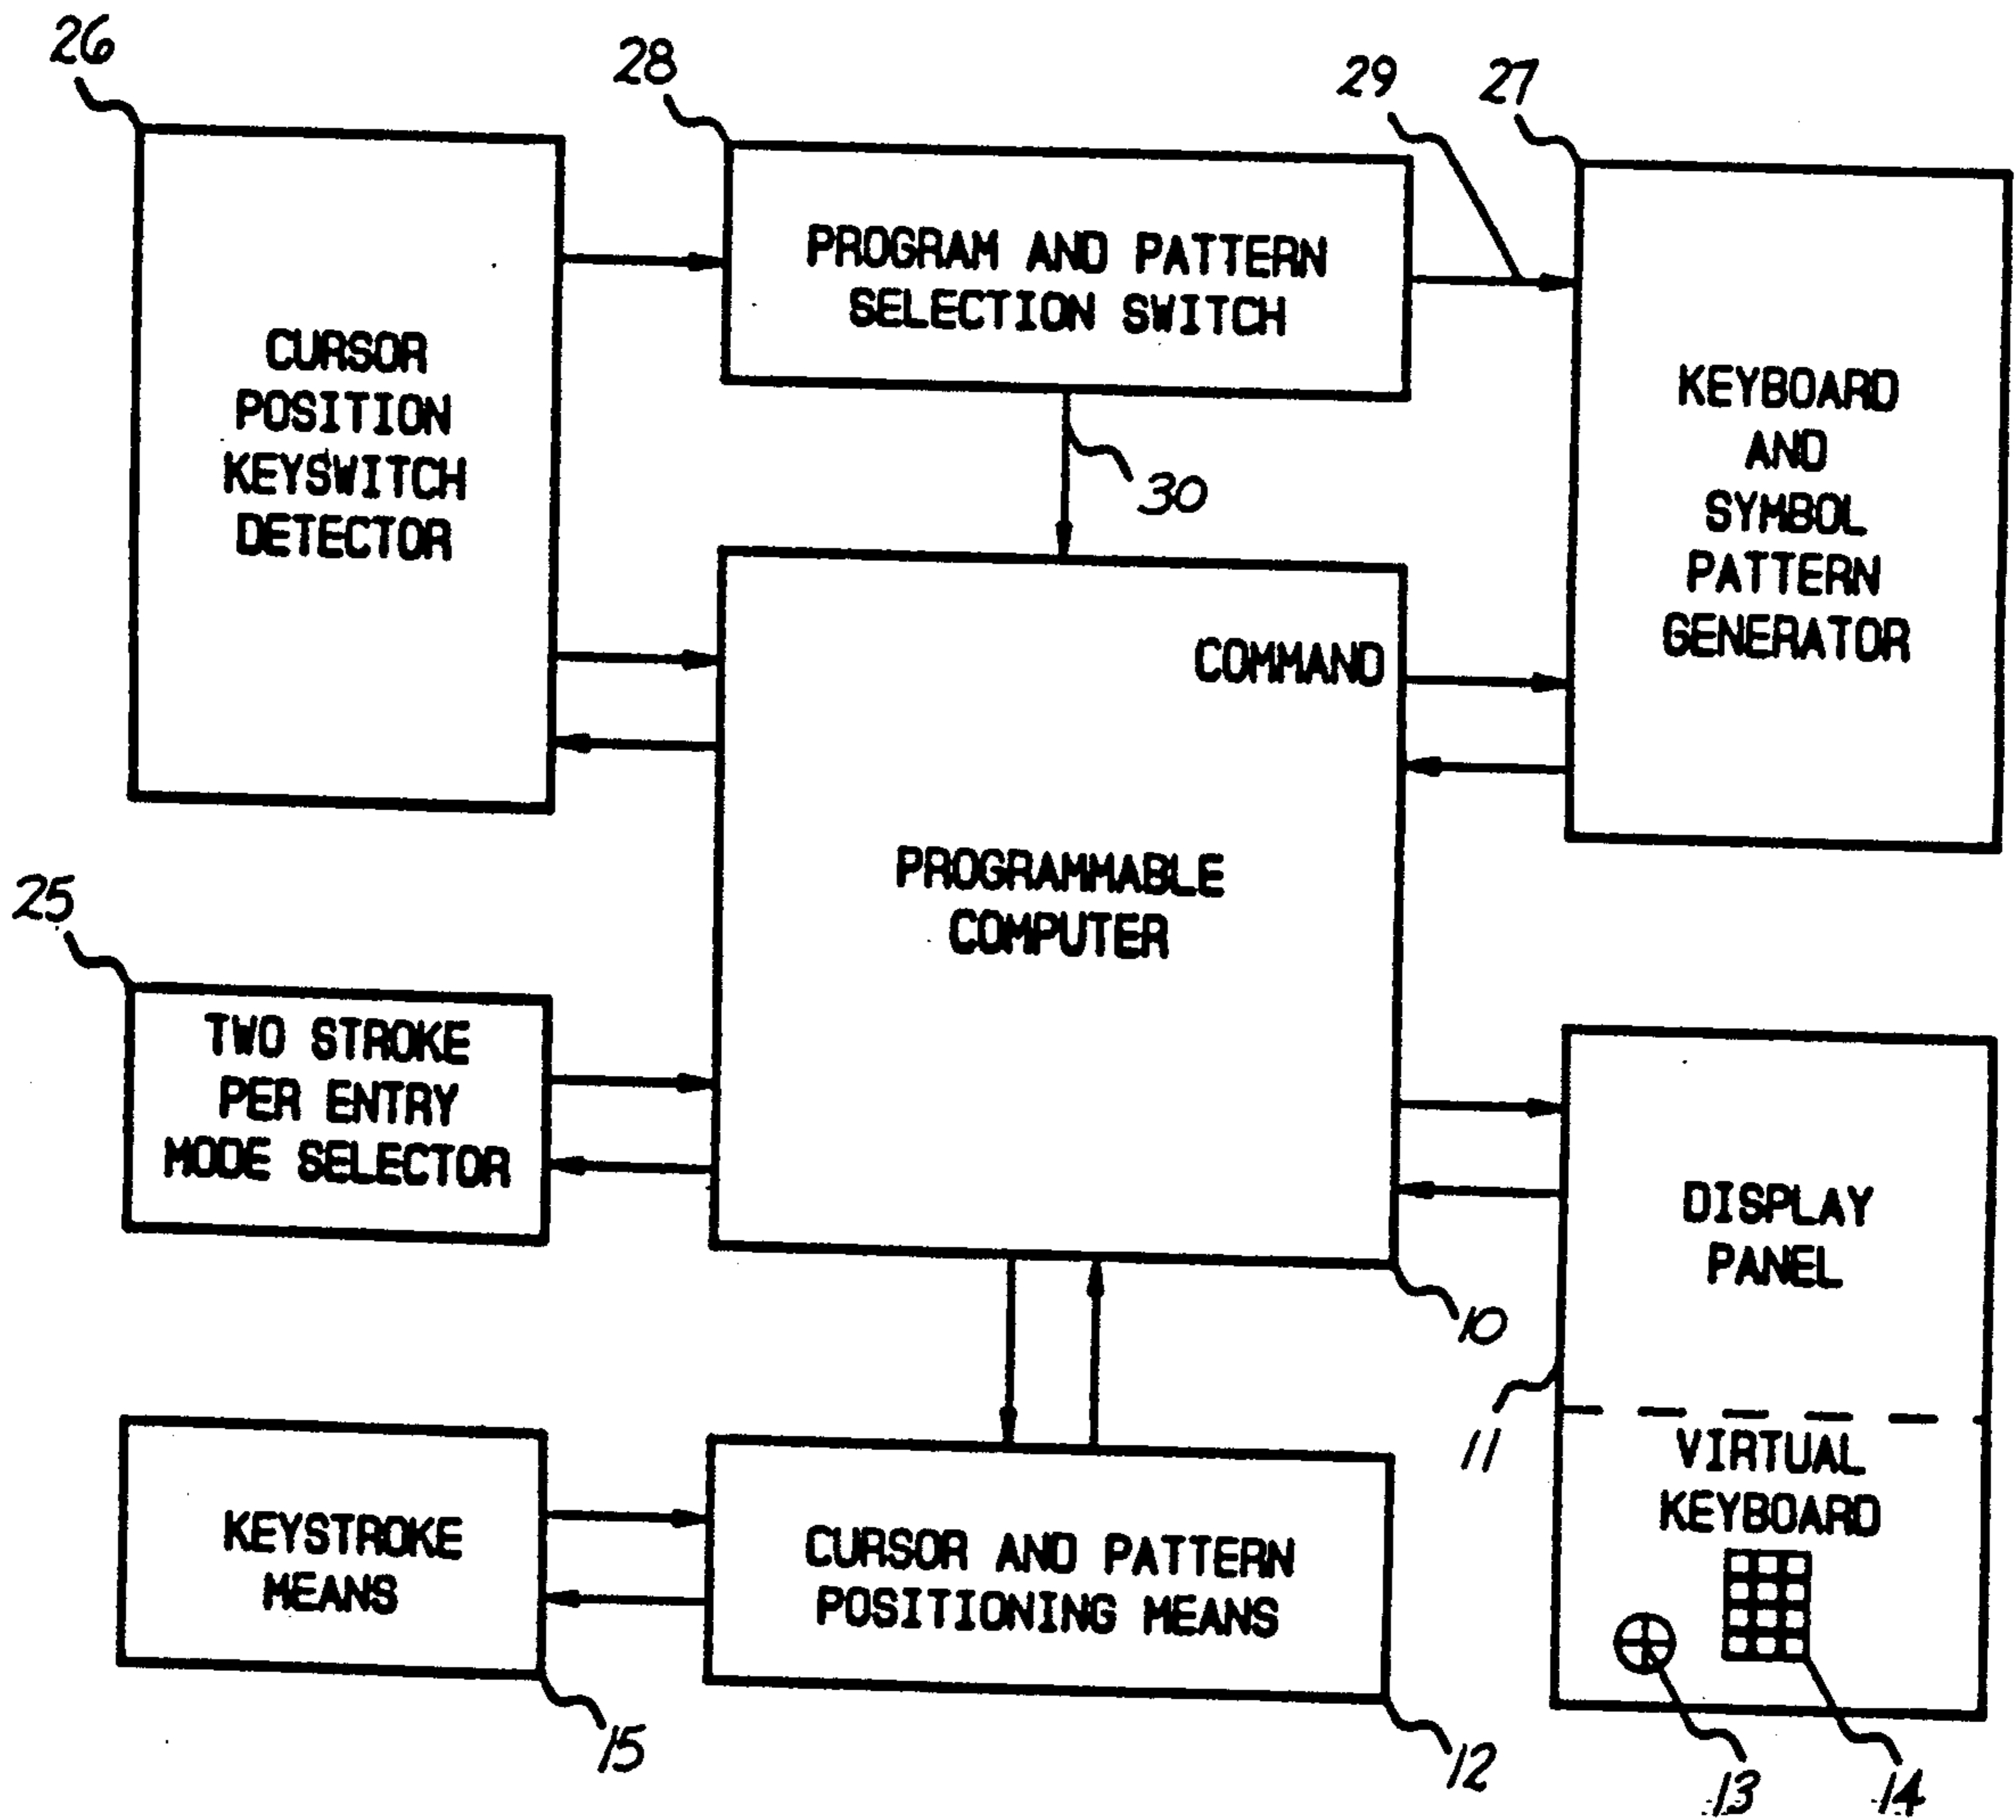 26
28
29
27
PROGRAM AND PATTERN
SELECTION SWITCH
CURSOR
POSITION
KEYSWITCH
DETECTOR
KEYBOARD
AND
SYMBOL
PATTERN
GENERATOR
30
COMMAND
PROGRAMMABLE
COMPUTER
25
TWO STROKE
PER ENTRY
MODE SELECTOR
DISPLAY
PANEL
10
11
VIRTUAL
KEYBOARD
KEYSTROKE
MEANS
CURSOR AND PATTERN
POSITIONING MEANS
15
12
13
14